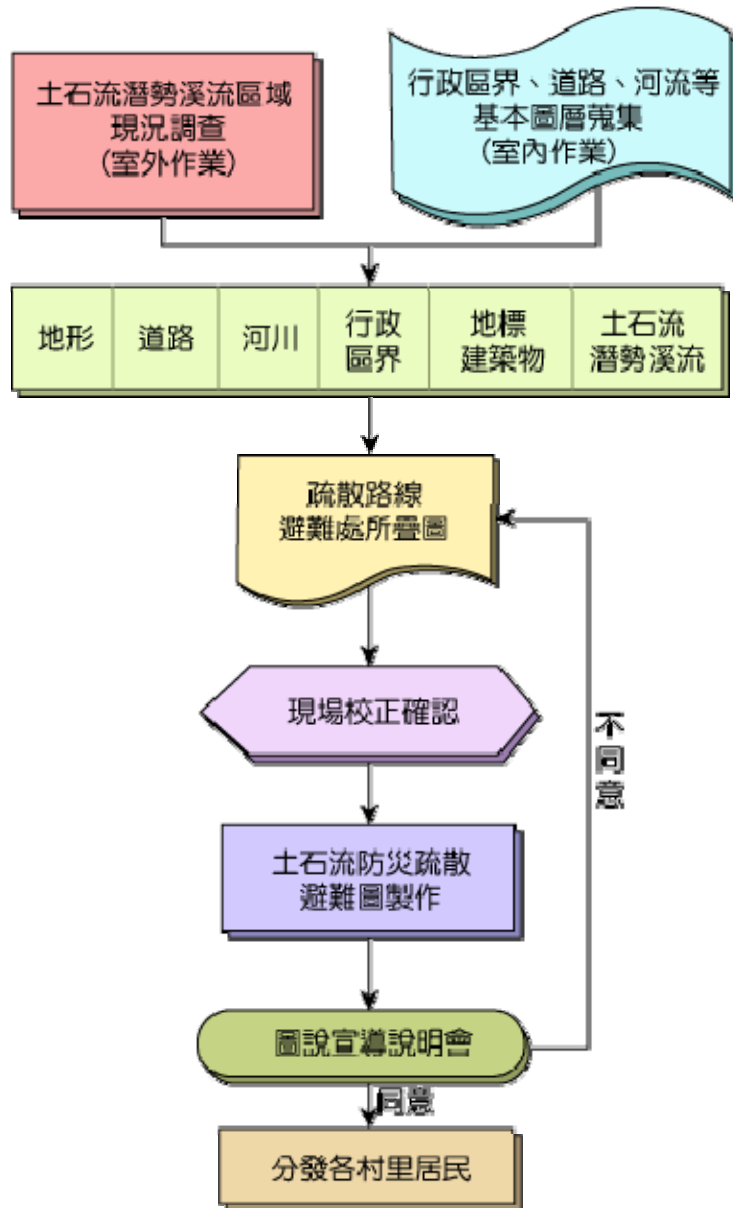 土石流潛勢溪流區域
現況調查
(室外作業)
行政區界、道路、河流等
基本圖層蒐集
(室內作業)
地形
道路
河川
行政
區界
地標
建築物
土石流
潛勢溪流
疏散路線
避難處所疊圖
現場校正確認
不同意
土石流防災疏散
避難圖製作
圖說宣導說明會
同意
分發各村里居民